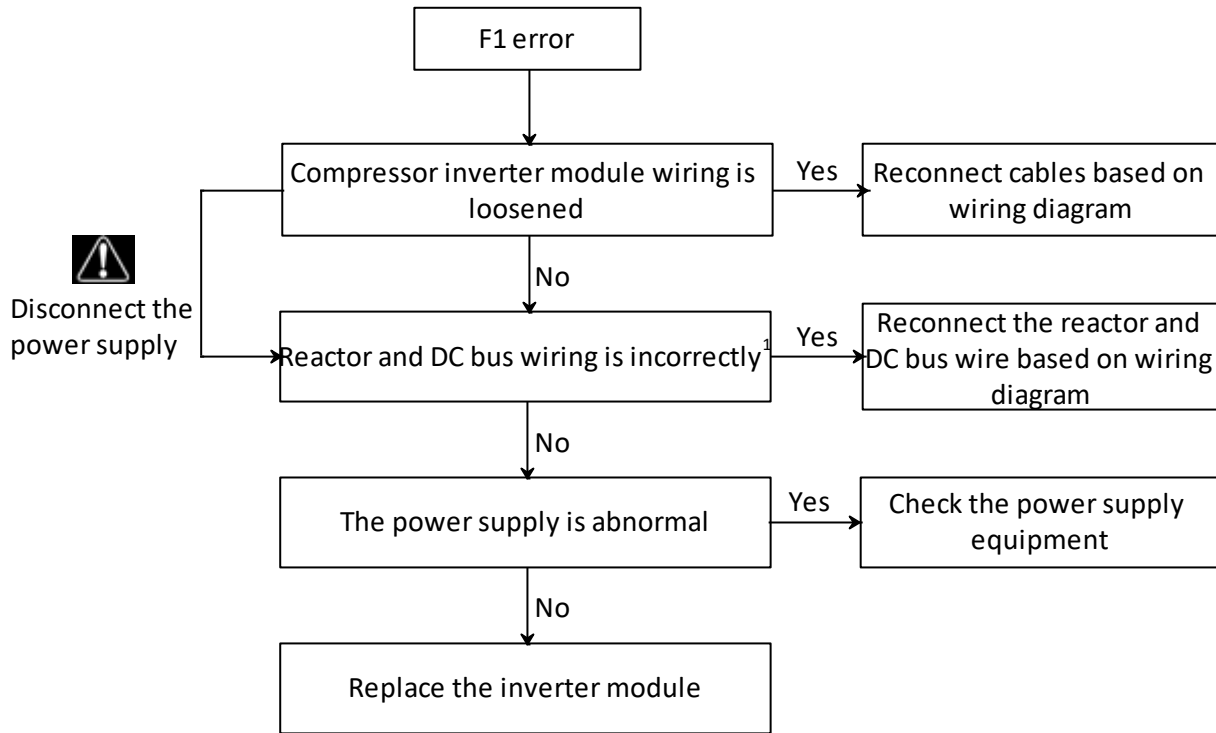 F1 error
Compressor inverter module wiring is
loosened
Yes
Reconnect cables based on
wiring diagram
No
Disconnect the
power supply
Reactor and DC bus wiring is incorrectly1
Yes
Reconnect the reactor and
DC bus wire based on wiring
diagram
No
The power supply is abnormal
Yes
Check the power supply
equipment
No
Replace the inverter module